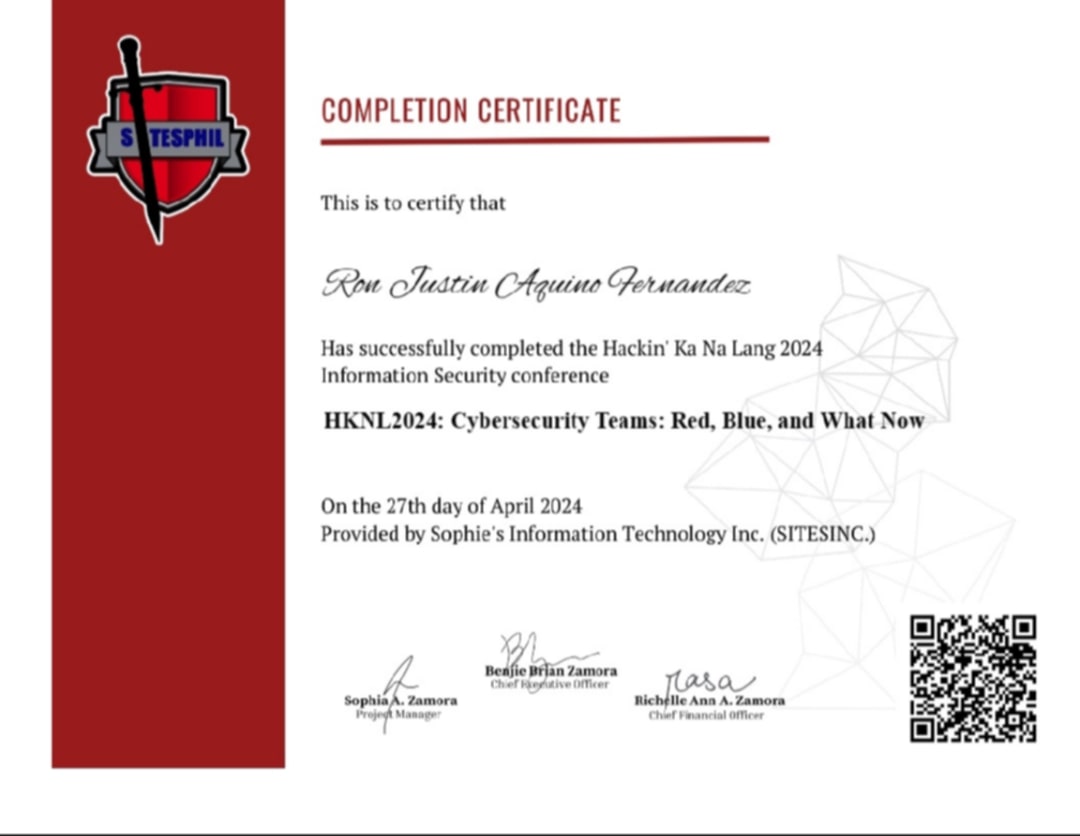 S TESPHIL
COMPLETION CERTIFICATE
This is to certify that
Ron Justin Aquino Fernandez
Has successfully completed the Hackin' Ka Na Lang 2024
Information Security conference
HKNL2024: Cybersecurity Teams: Red, Blue, and What Now
On the 27th day of April 2024
Provided by Sophie's Information Technology Inc. (SITESINC.)
Benjie Brian Zamora
Chief Executive Officer
Sophia A. Zamora
Project Manager
Richelle Ann A. Zamora
Chief Financial Officer